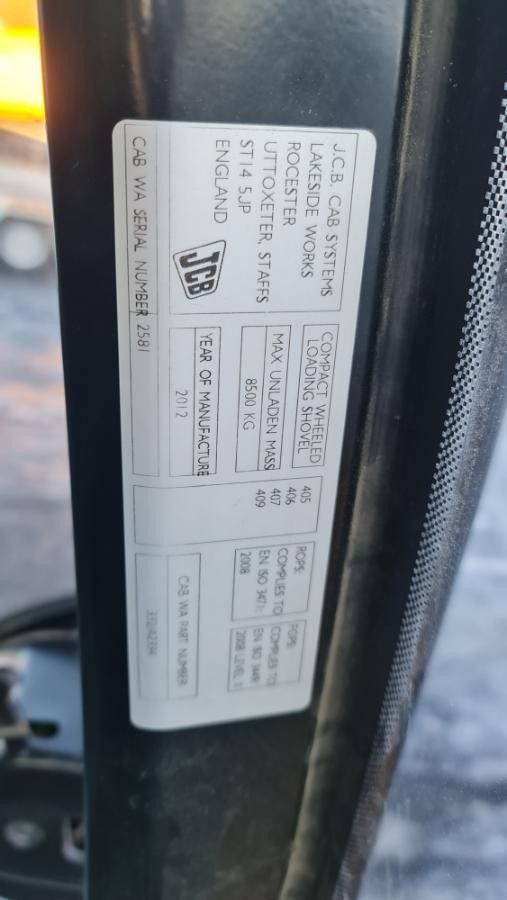 J.C.B. CAB SYSTEMS
LAKESIDE WORKS
ROCESTER
UTTOXETER, STAFFS
ST14 5JP
ENGLAND
JCB
CAB WA SERIAL NUMBER 2581
COMPACT WHEELED
LOADING SHOVEL
MAX UNLADEN MASS
8500 KG
YEAR OF MANUFACTURE
2012
405
406
407
409
ROPS:
COMPLIES TO
EN ISO 3471:
2008
FOPS:
COMPLIES TO
EN ISO 3449:
2008 LEVEL
CAB WA PART NUMBER